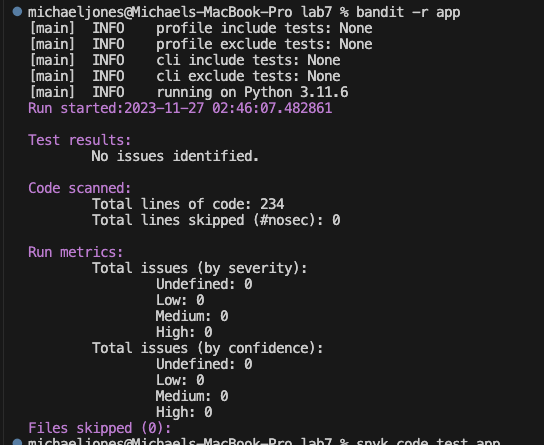 michaeljones@Michaels-MacBook-Pro lab7 % bandit -r app
[main]  INFO    profile include tests: None
[main]  INFO    profile exclude tests: None
[main]  INFO    cli include tests: None
[main]  INFO    cli exclude tests: None
[main]  INFO    running on Python 3.11.6
Run started:2023-11-27 02:46:07.482861
Test results:
No issues identified.
Code scanned:
Total lines of code: 234
Total lines skipped (#nosec): 0
Run metrics:
Total issues (by severity):
Undefined: 0
Low: 0
Medium: 0
High: 0
Total issues (by confidence):
Undefined: 0
Low: 0
Medium: 0
High: 0
Files skipped (0):
michaeljones@Michaels-MacBook-Pro lab7 % snyk code test app